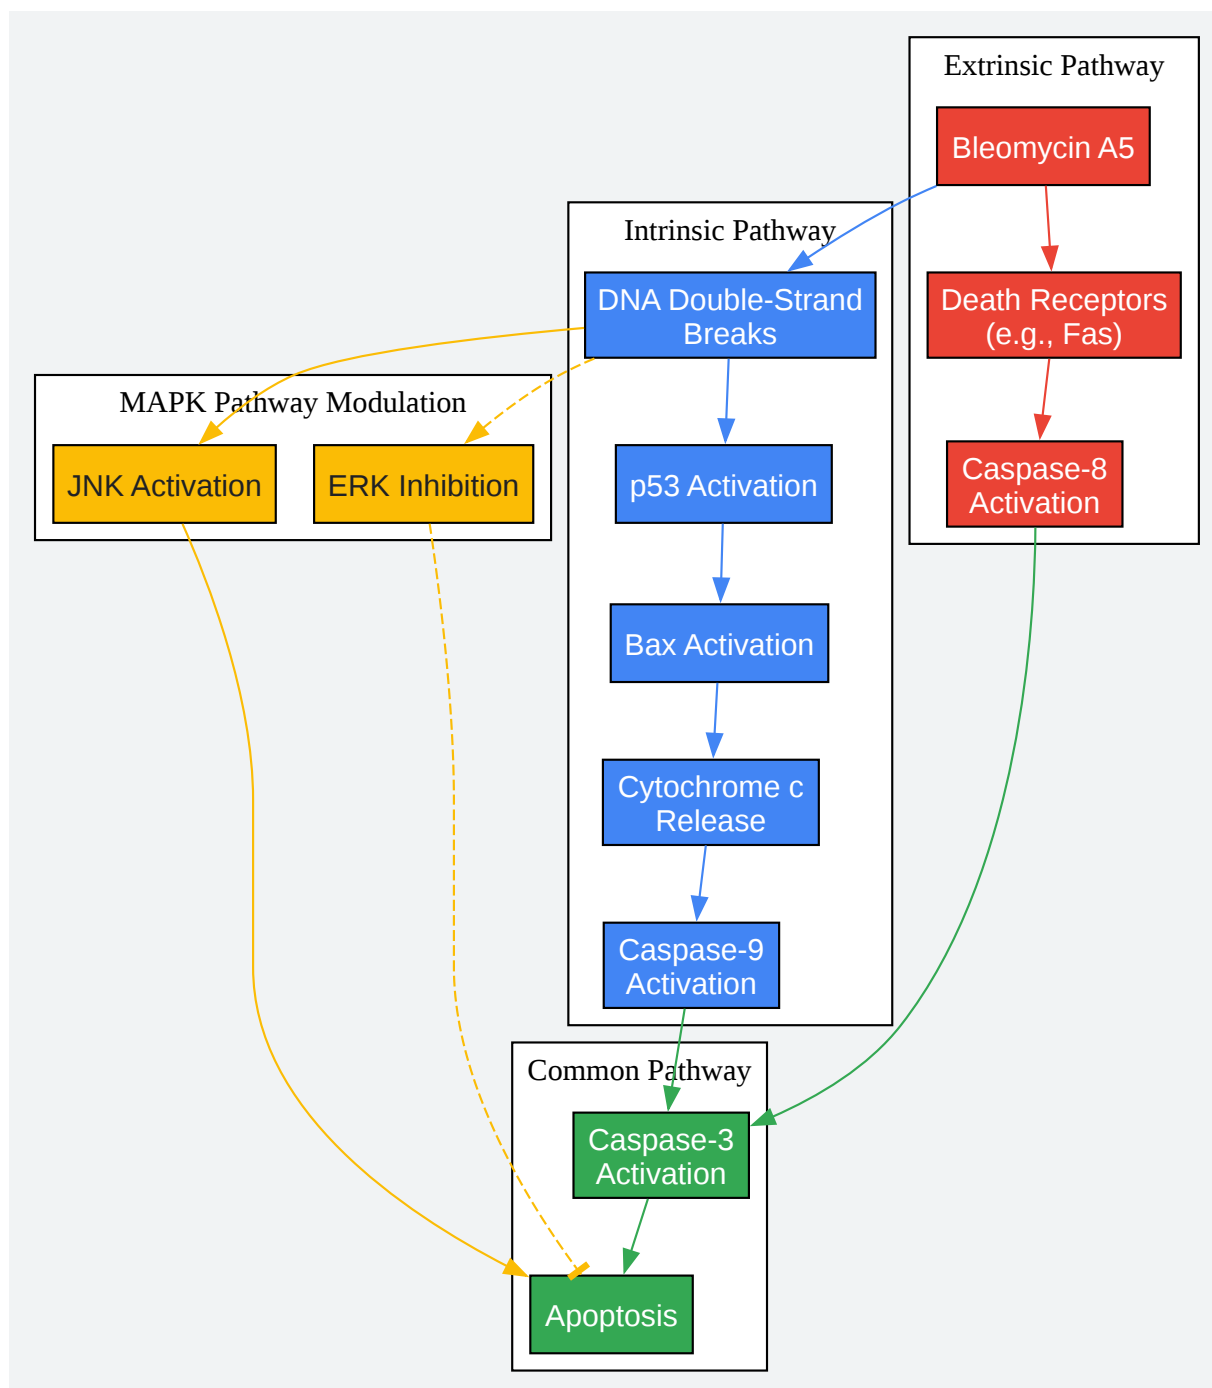 Extrinsic Pathway
Bleomycin A5
Intrinsic Pathway
DNA Double-Strand
Breaks
Death Receptors
(e.g., Fas)
MAPK Pathway Modulation
JNK Activation
ERK Inhibition
p53 Activation
Caspase-8
Activation
Bax Activation
Cytochrome c
Release
Caspase-9
Activation
Common Pathway
Caspase-3
Activation
Apoptosis